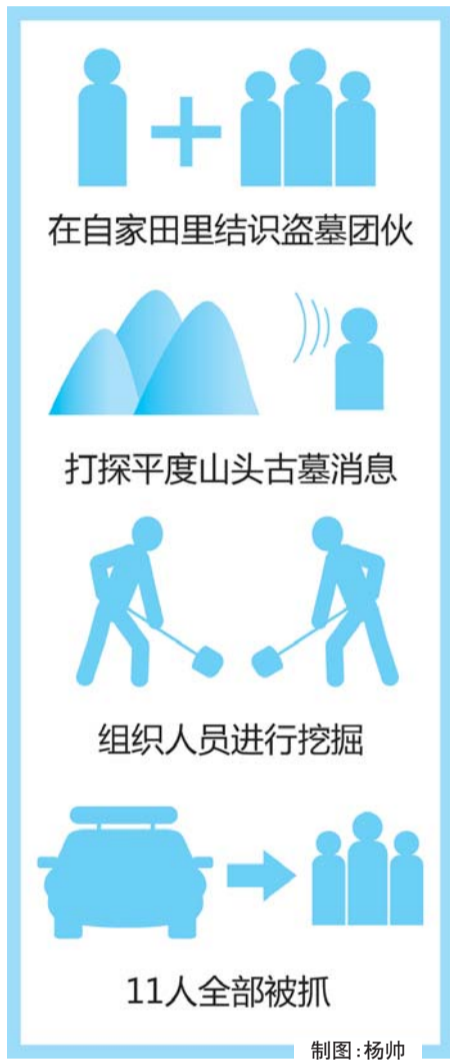 在自家田里结识盗墓团伙
打探平度山头古墓消息
组织人员进行挖掘
11人全部被抓
制图:杨帅